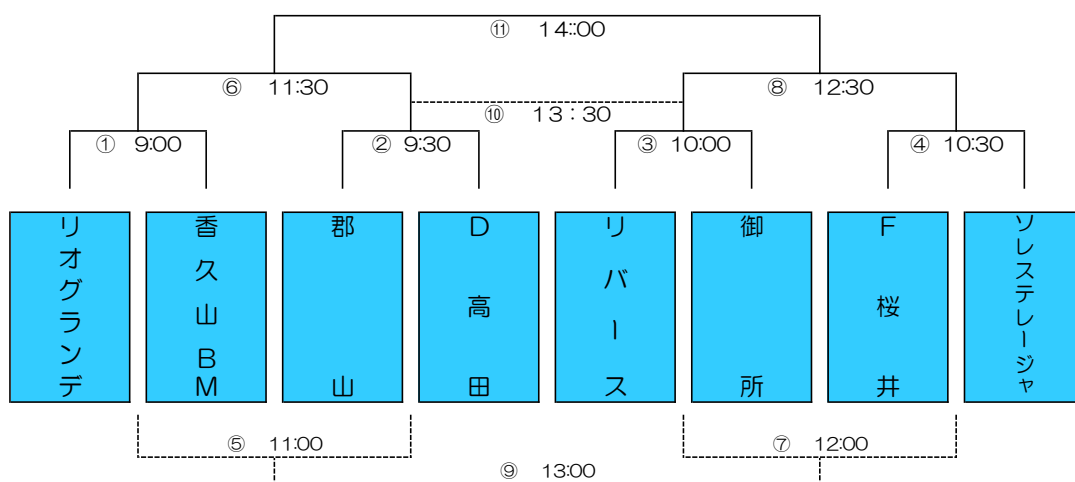 ⑪ 14::00
⑥ 11:30
⑧ 12:30
⑩ 13：30
① 9:00
② 9:30
③ 10:00
④ 10:30
リオグランデ
香久山BM
郡山
D高田
リバース
御所
F桜井
ソレステレージャ
⑤ 11:00
⑦ 12:00
⑨ 13:00